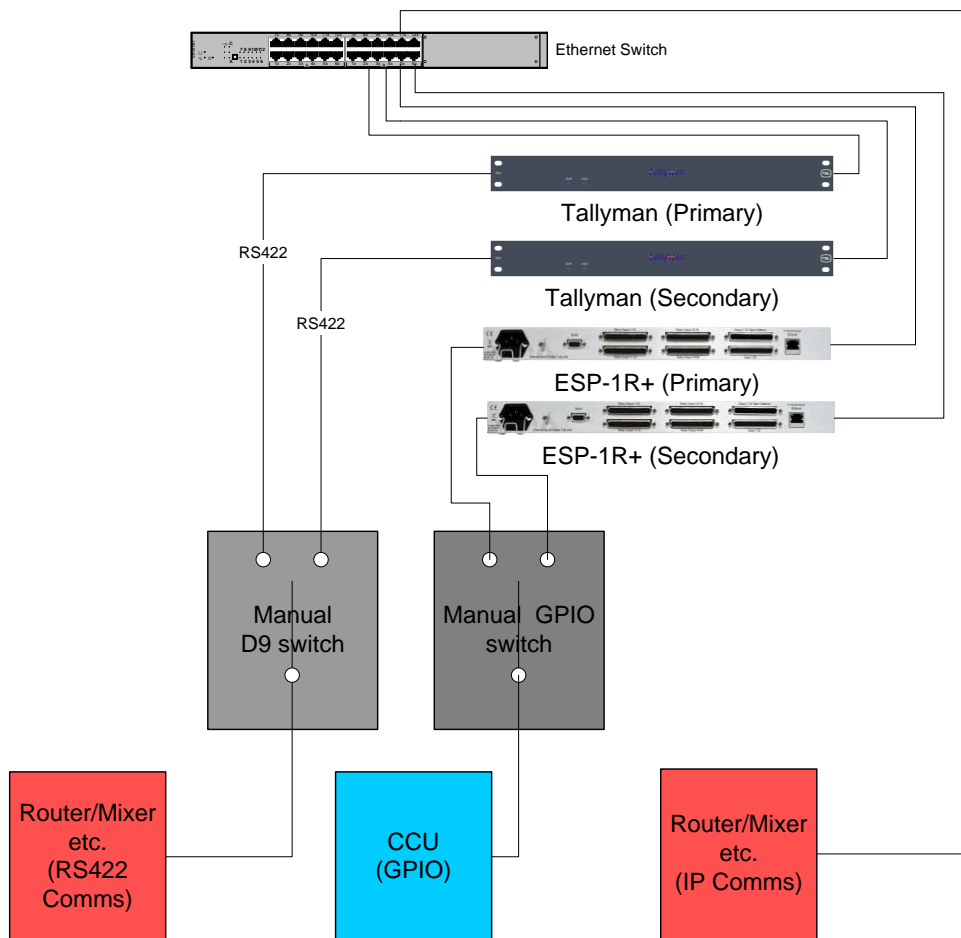 Ethernet Switch
Tallyman (Primary)
RS422
Tallyman (Secondary)
RS422
ESP-1R+ (Primary)
ESP-1R+ (Secondary)
Manual
D9 switch
Manual GPIO
switch
Router/Mixer
etc.
(RS422
Comms)
CCU
(GPIO)
Router/Mixer
etc.
(IP Comms)